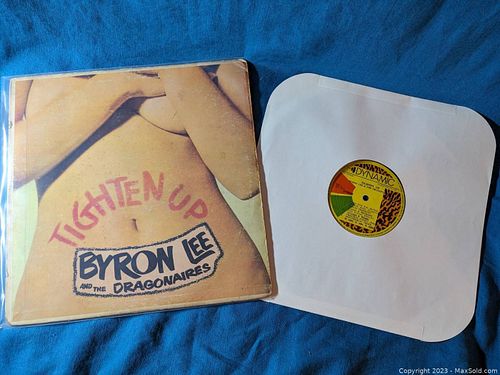 TIGHTEN UP
BYRON LEE
AND THE DRAGONAIRES
DYNAMIC
Copyright 2023 - MaxSold.com